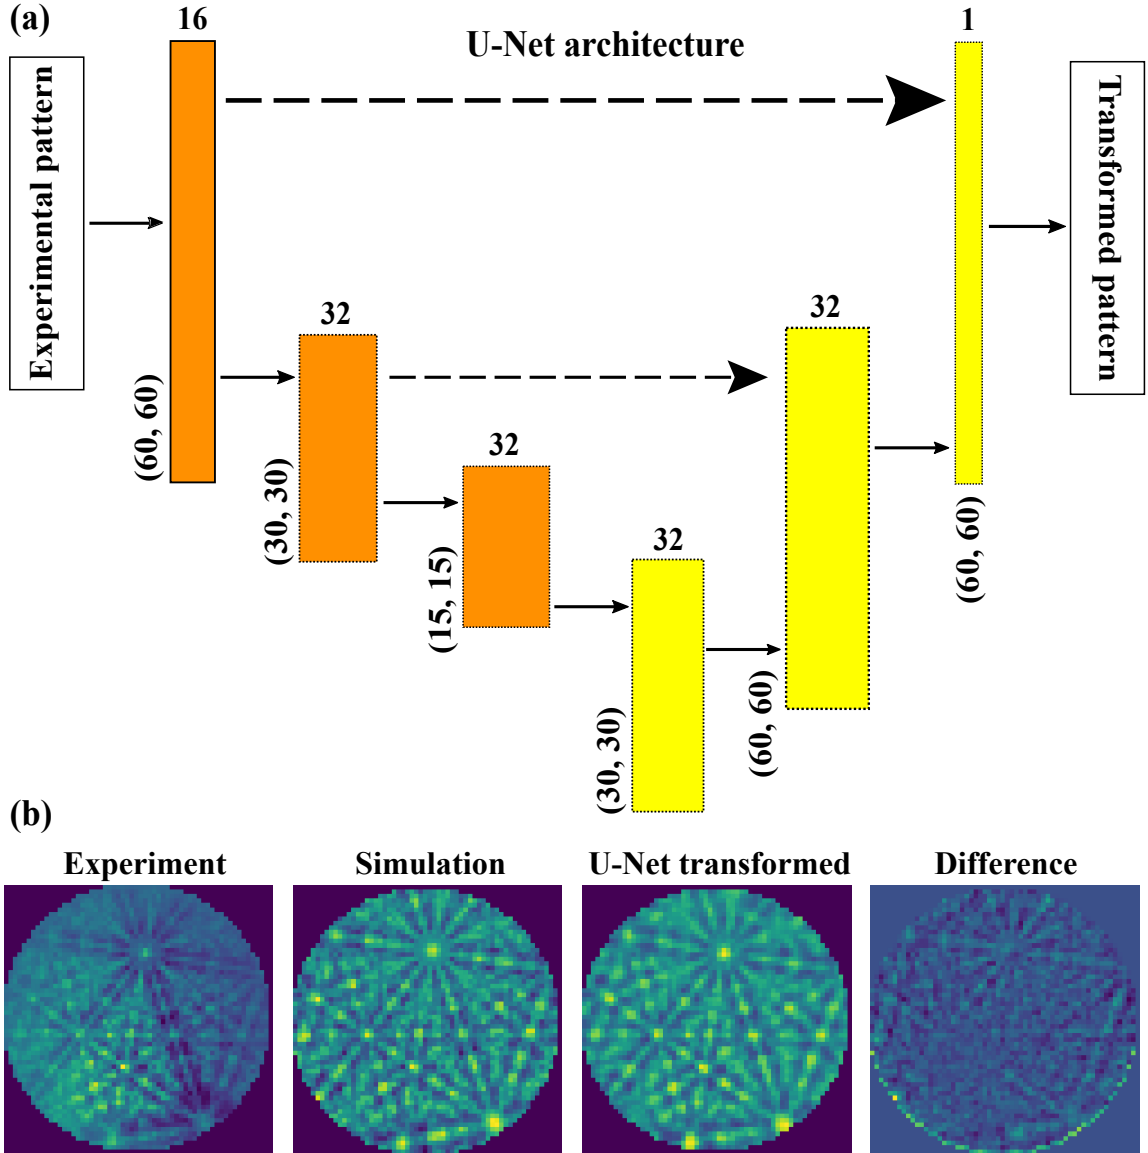 (a)
16
U-Net architecture
1
Experimental pattern
Transformed pattern
(60, 60)
32
32
(30, 30)
32
(15, 15)
32
(60, 60)
(30, 30)
(60, 60)
(b)
Experiment
Simulation
U-Net transformed
Difference